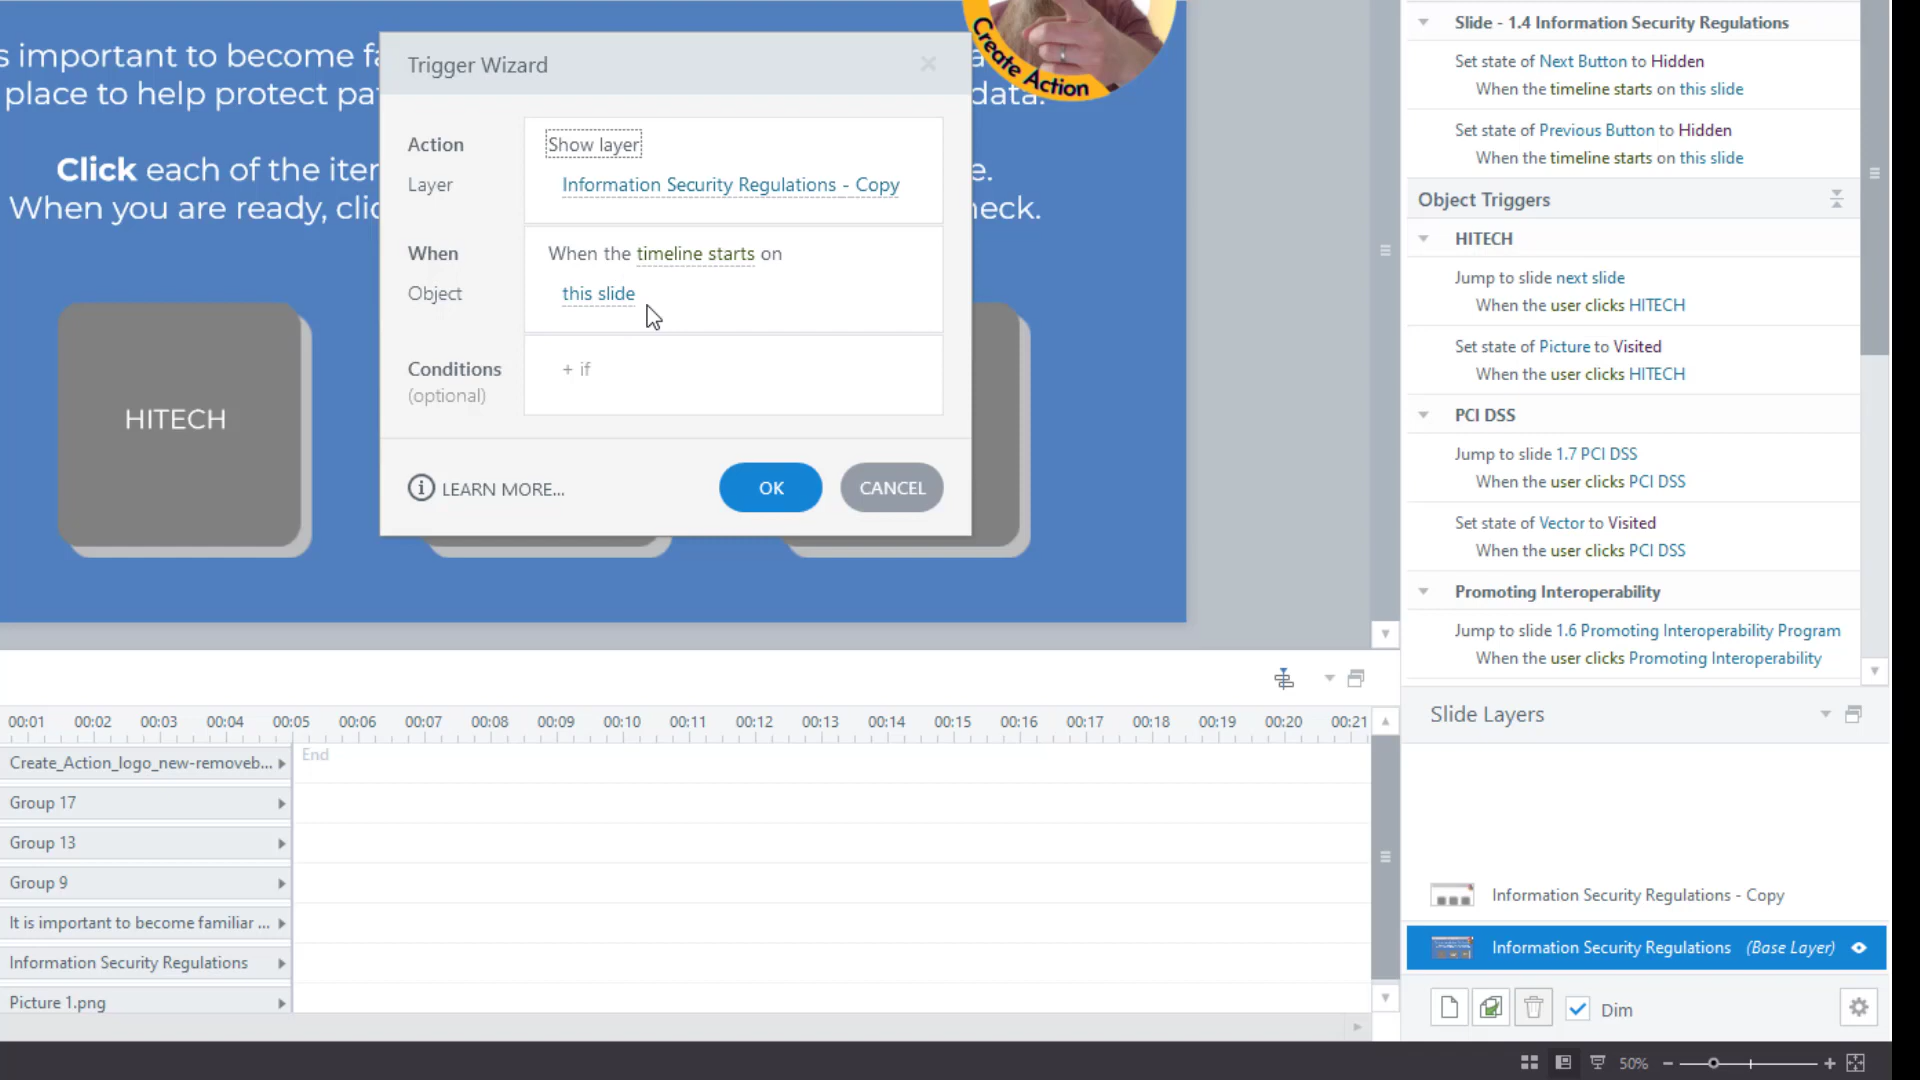 s important to become fa
place to help protect pat
data.
Click each of the iter
e.
When you are ready, clic
heck.
Create Action
HITECH
Trigger Wizard
Action
Show layer
Layer
Information Security Regulations - Copy
When
When the timeline starts on
Object
this slide
Conditions
(optional)
+ if
LEARN MORE...
OK
CANCEL
Slide - 1.4 Information Security Regulations
Set state of Next Button to Hidden
When the timeline starts on this slide
Set state of Previous Button to Hidden
When the timeline starts on this slide
Object Triggers
HITECH
Jump to slide next slide
When the user clicks HITECH
Set state of Picture to Visited
When the user clicks HITECH
PCI DSS
Jump to slide 1.7 PCI DSS
When the user clicks PCI DSS
Set state of Vector to Visited
When the user clicks PCI DSS
Promoting Interoperability
Jump to slide 1.6 Promoting Interoperability Program
When the user clicks Promoting Interoperability
00:01 00:02 00:03 00:04 00:05 00:06 00:07 00:08 00:09 00:10 00:11 00:12 00:13 00:14 00:15 00:16 00:17 00:18 00:19 00:20 00:21
End
Create_Action_logo_new-removeb...
Group 17
Group 13
Group 9
It is important to become familiar ...
Information Security Regulations
Picture 1.png
Slide Layers
Information Security Regulations - Copy
Information Security Regulations (Base Layer)
Dim
50%